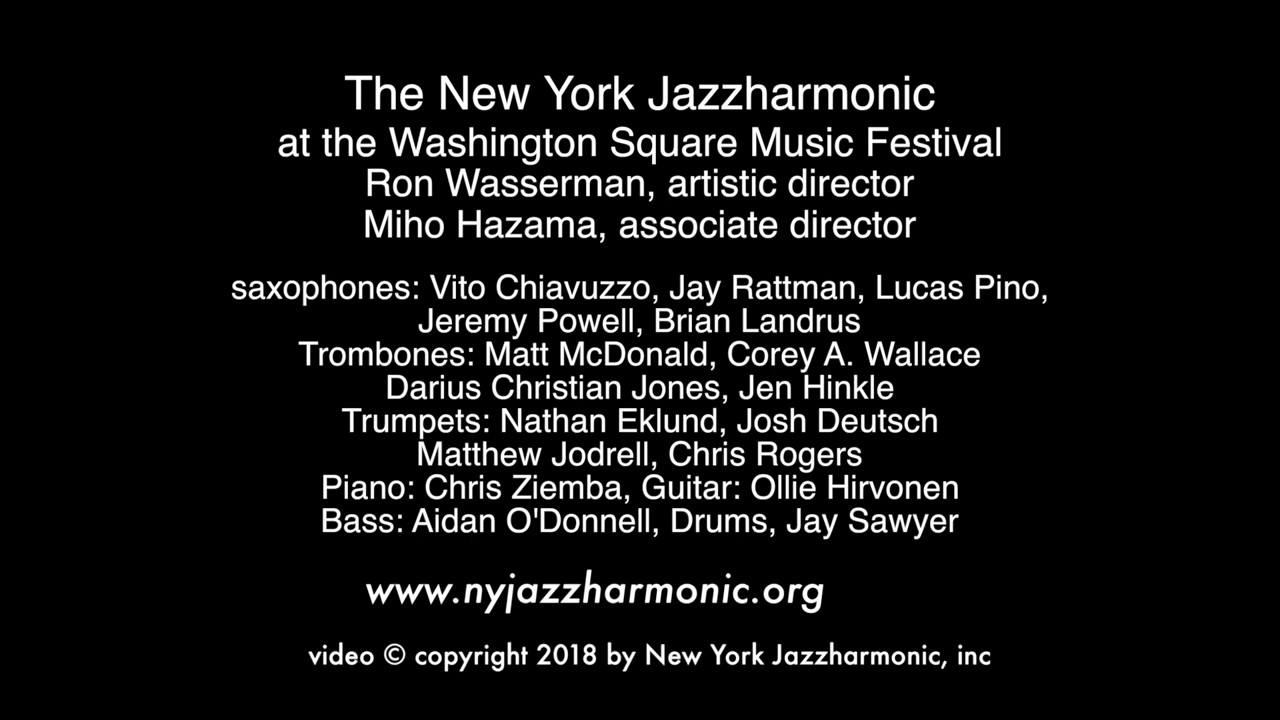 The New York Jazzharmonic
at the Washington Square Music Festival
Ron Wasserman, artistic director
Miho Hazama, associate director
saxophones: Vito Chiavuzzo, Jay Rattman, Lucas Pino,
Jeremy Powell, Brian Landrus
Trombones: Matt McDonald, Corey A. Wallace
Darius Christian Jones, Jen Hinkle
Trumpets: Nathan Eklund, Josh Deutsch
Matthew Jodrell, Chris Rogers
Piano: Chris Ziemba, Guitar: Ollie Hirvonen
Bass: Aidan O'Donnell, Drums, Jay Sawyer
www.nyjazzharmonic.org
video © copyright 2018 by New York Jazzharmonic, inc